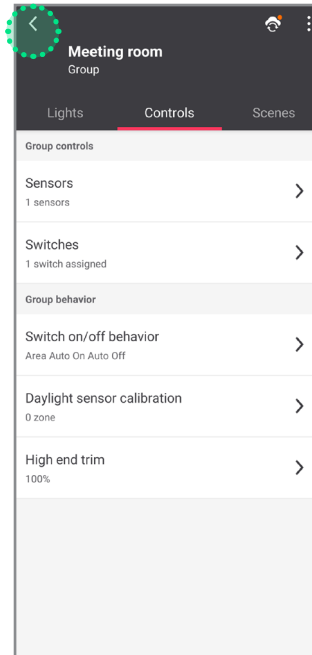 Meeting room
Group
Lights Controls Scenes
Group controls
Sensors
1 sensors
Switches
1 switch assigned
Group behavior
Switch on/off behavior
Area Auto On Auto Off
Daylight sensor calibration
0 zone
High end trim
100%